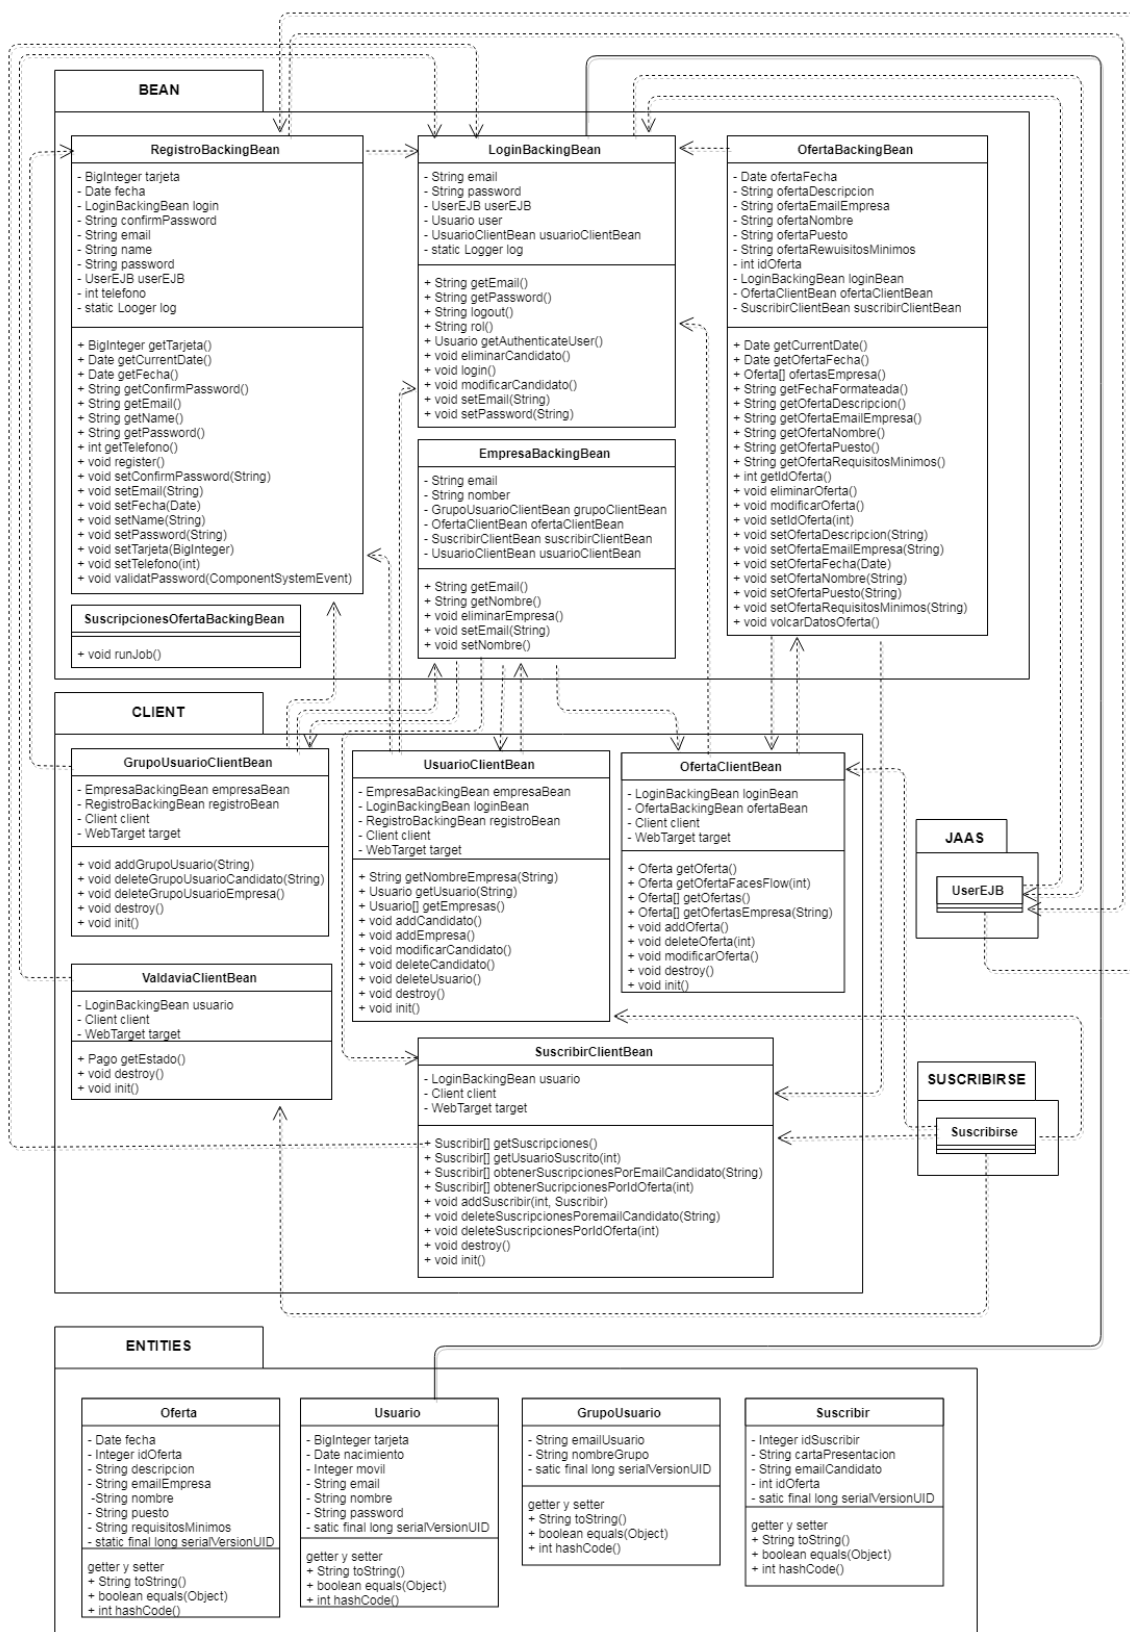 BEAN
RegistroBackingBean
- BigInteger tarjeta
- Date fecha
- LoginBackingBean login
- String confirmPassword
- String email
- String name
- String password
- UserEJB userEJB
- int telefono
- static Looger log
+ BigInteger getTarjeta()
+ Date getCurrentDate()
+ Date getFecha()
+ String getConfirmPassword()
+ String getEmail()
+ String getName()
+ String getPassword()
+ int getTelefono()
+ void register()
+ void setConfirmPassword(String)
+ void setEmail(String)
+ void setFecha(Date)
+ void setName(String)
+ void setPassword(String)
+ void setTarjeta(BigInteger)
+ void setTelefono(int)
+ void validatPassword(ComponentSystemEvent)
SuscripcionesOfertaBackingBean
+ void runJob()
LoginBackingBean
- String email
- String password
- UserEJB userEJB
- Usuario user
- UsuarioClientBean usuarioClientBean
- static Logger log
+ String getEmail()
+ String getPassword()
+ String logout()
+ String rol()
+ Usuario getAuthenticateUser()
+ void eliminarCandidato()
+ void login()
+ void modificarCandidato()
+ void setEmail(String)
+ void setPassword(String)
EmpresaBackingBean
- String email
- String nomber
- GrupoUsuarioClientBean grupoClientBean
- OfertaClientBean ofertaClientBean
- SuscribirClientBean suscribirClientBean
- UsuarioClientBean usuarioClientBean
+ String getEmail()
+ String getNombre()
+ void eliminarEmpresa()
+ void setEmail(String)
+ void setNombre()
OfertaBackingBean
- Date ofertaFecha
- String ofertaDescripcion
- String ofertaEmailEmpresa
- String ofertaNombre
- String ofertaPuesto
- String ofertaRewuisitosMinimos
- int idOferta
- LoginBackingBean loginBean
- OfertaClientBean ofertaClientBean
- SuscribirClientBean suscribirClientBean
+ Date getCurrentDate()
+ Date getOfertaFecha()
+ Oferta[] ofertasEmpresa()
+ String getFechaFormateada()
+ String getOfertaDescripcion()
+ String getOfertaEmailEmpresa()
+ String getOfertaNombre()
+ String getOfertaPuesto()
+ String getOfertaRequisitosMinimos()
+ int getIdOferta()
+ void eliminarOferta()
+ void modificarOferta()
+ void setIdOferta(int)
+ void setOfertaDescripcion(String)
+ void setOfertaEmailEmpresa(String)
+ void setOfertaFecha(Date)
+ void setOfertaNombre(String)
+ void setOfertaPuesto(String)
+ void setOfertaRequisitosMinimos(String)
+ void volcarDatosOferta()
CLIENT
GrupoUsuarioClientBean
- EmpresaBackingBean empresaBean
- RegistroBackingBean registroBean
- Client client
- WebTarget target
+ void addGrupoUsuario(String)
+ void deleteGrupoUsuarioCandidato(String)
+ void deleteGrupoUsuarioEmpresa()
+ void destroy()
+ void init()
UsuarioClientBean
- EmpresaBackingBean empresaBean
- LoginBackingBean loginBean
- RegistroBackingBean registroBean
- Client client
- WebTarget target
+ String getNombreEmpresa(String)
+ Usuario getUsuario(String)
+ Usuario[] getEmpresas()
+ void addCandidato()
+ void addEmpresa()
+ void modificarCandidato()
+ void deleteCandidato()
+ void deleteUsuario()
+ void destroy()
+ void init()
OfertaClientBean
- LoginBackingBean loginBean
- OfertaBackingBean ofertaBean
- Client client
- WebTarget target
+ Oferta getOferta()
+ Oferta getOfertaFacesFlow(int)
+ Oferta[] getOfertas()
+ Oferta[] getOfertasEmpresa(String)
+ void addOferta()
+ void deleteOferta(int)
+ void modificarOferta()
+ void destroy()
+ void init()
JAAS
UserEJB
ValdaviaClientBean
- LoginBackingBean usuario
- Client client
- WebTarget target
+ Pago getEstado()
+ void destroy()
+ void init()
SuscribirClientBean
- LoginBackingBean usuario
- Client client
- WebTarget target
+ Suscribir[] getSuscripciones()
+ Suscribir[] getUsuarioSuscrito(int)
+ Suscribir[] obtenerSuscripcionesPorEmailCandidato(String)
+ Suscribir[] obtenerSucripcionesPorIdOferta(int)
+ void addSuscribir(int, Suscribir)
+ void deleteSuscripcionesPoremailCandidato(String)
+ void deleteSuscripcionesPorIdOferta(int)
+ void destroy()
+ void init()
SUSCRIBIRSE
Suscribirse
ENTITIES
Oferta
- Date fecha
- Integer idOferta
- String descripcion
- String emailEmpresa
-String nombre
- String puesto
- String requisitosMinimos
- static final long serialVersionUID
getter y setter
+ String toString()
+ boolean equals(Object)
+ int hashCode()
Usuario
- BigInteger tarjeta
- Date nacimiento
- Integer movil
- String email
- String nombre
- String password
- satic final long serialVersionUID
getter y setter
+ String toString()
+ boolean equals(Object)
+ int hashCode()
GrupoUsuario
- String emailUsuario
- String nombreGrupo
- satic final long serialVersionUID
getter y setter
+ String toString()
+ boolean equals(Object)
+ int hashCode()
Suscribir
- Integer idSuscribir
- String cartaPresentacion
- String emailCandidato
- int idOferta
- satic final long serialVersionUID
getter y setter
+ String toString()
+ boolean equals(Object)
+ int hashCode()